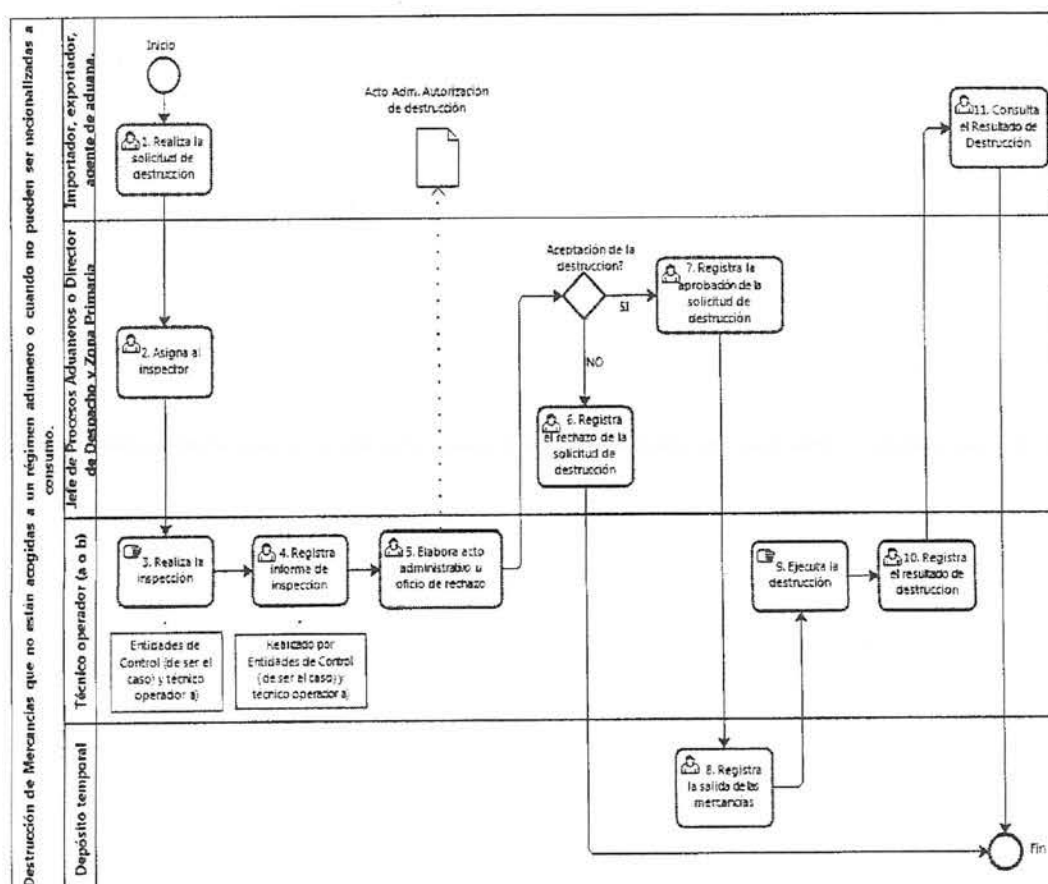 Destrucción de Mercancías que no están acogidas a un régimen aduanero o cuando no pueden ser nacionalizadas a
consumo.
Importador, exportador,
agente de aduana.
Inicio
1. Realiza la
solicitud de
destruccion
Acto Adm. Autorización
de destrucción
11. Consulta
el Resultado de
Destrucción
Jefe de Procesos Aduaneros o Director
de Despacho y Zona Primaria
2. Asigna al
inspector
Aceptación de la
destruccion?
SI
NO
7. Registra la
aprobación de la
solicitud de
destrucción
6. Registra
el rechazo de la
solicitud de
destrucción
Técnico operador (a o b)
3. Realiza la
inspección
4. Registra
informe de
inspección
5. Elabora acto
administrativo u
oficio de rechazo
9. Ejecuta la
destrucción
10. Registra
el resultado de
destruccion
Entidades de
Control (de ser el
caso) y técnico
operador a)
Realizado por
Entidades de Control
(de ser el caso) y
técnico operador a)
Depósito temporal
8. Registra
la salida de las
mercancías
Fin